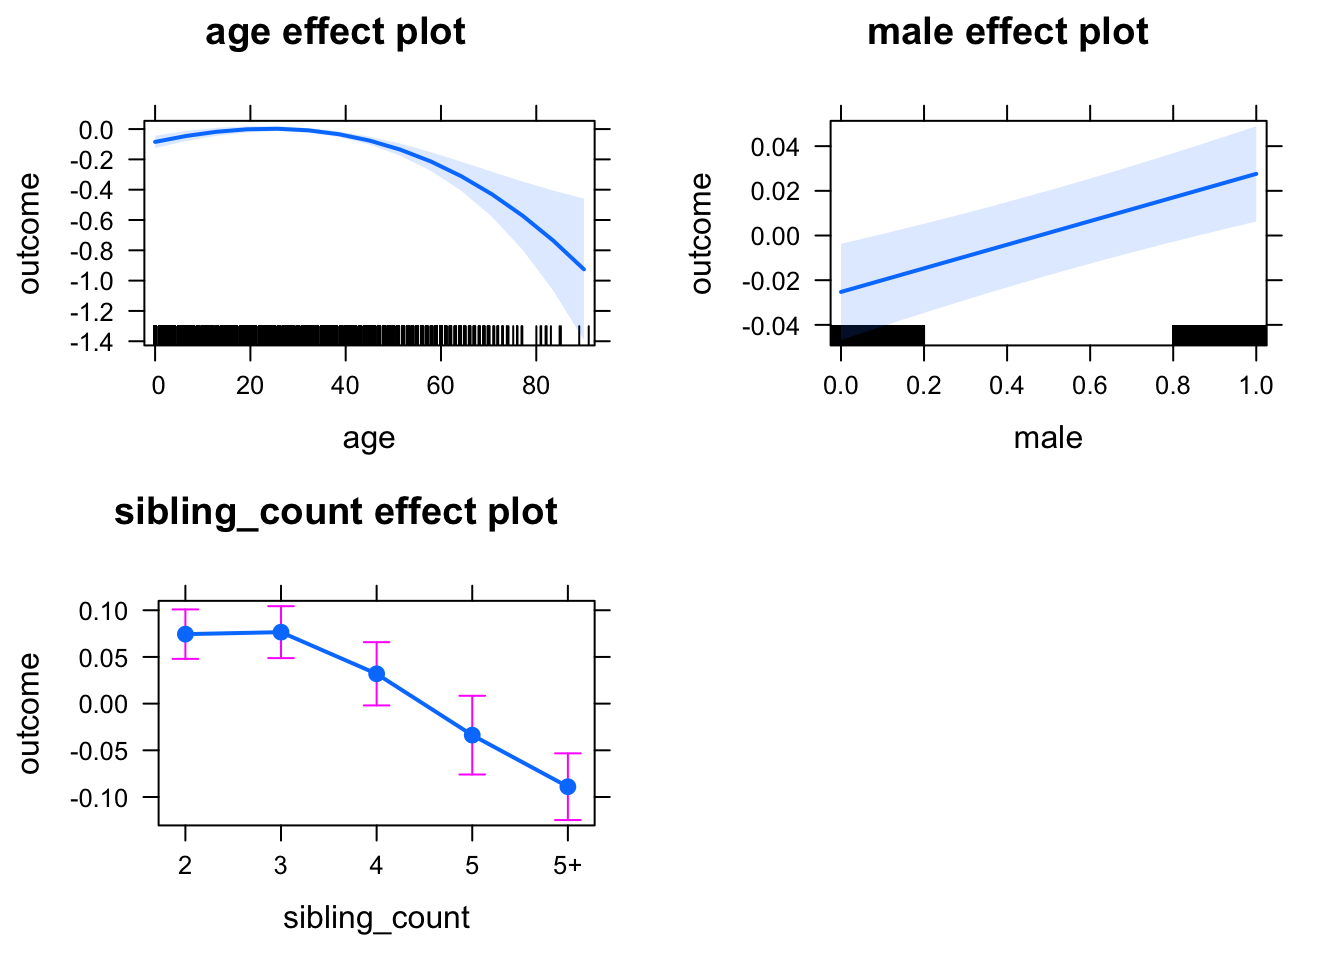 age effect plot
outcome
0.0
-0.2
-0.4
-0.6
-0.8
-1.0
-1.2
-1.4
0 20 40 60 80
age
male effect plot
outcome
0.04
0.02
0.00
-0.02
-0.04
0.0 0.2 0.4 0.6 0.8 1.0
male
sibling_count effect plot
outcome
0.10
0.05
0.00
-0.05
-0.10
2 3 4 5 5+
sibling_count